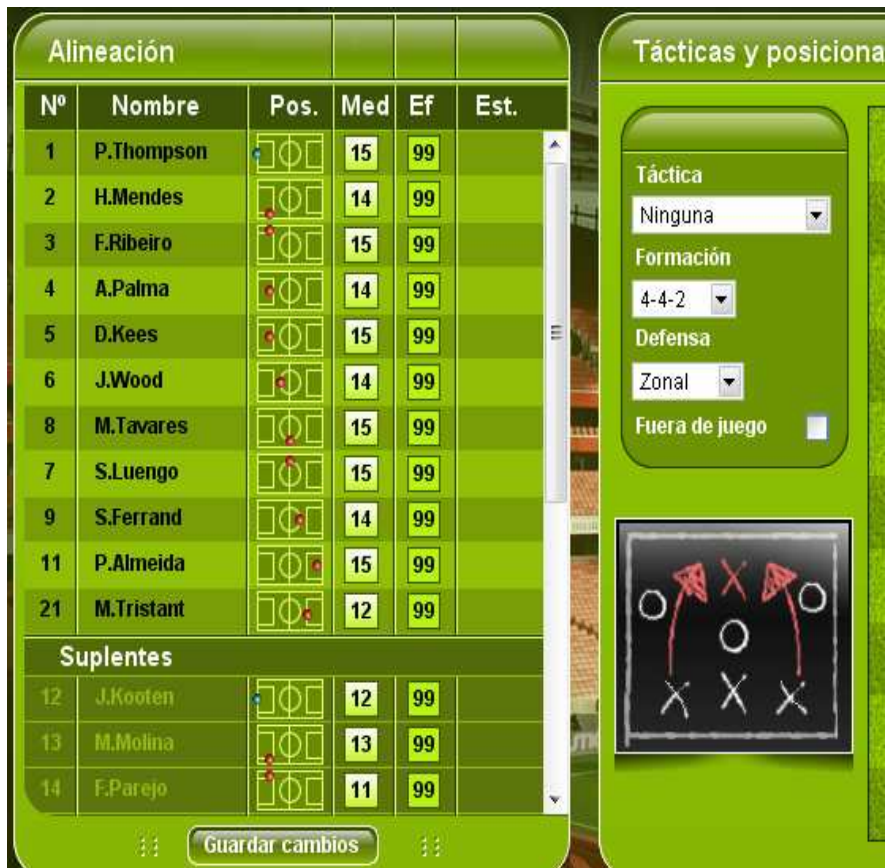 Alineación
Nº Nombre Pos. Med Ef Est.
1 P.Thompson 15 99
2 H.Mendes 14 99
3 F.Ribeiro 15 99
4 A.Palma 14 99
5 D.Kees 15 99
6 J.Wood 14 99
8 M.Tavares 15 99
7 S.Luengo 15 99
9 S.Ferrand 14 99
11 P.Almeida 15 99
21 M.Tristant 12 99
Suplentes
12 J.Kooten 12 99
13 M.Molina 13 99
14 F.Parejo 11 99
Guardar cambios
Tácticas y posiciona
Táctica
Ninguna
Formación
4-4-2
Defensa
Zonal
Fuera de juego